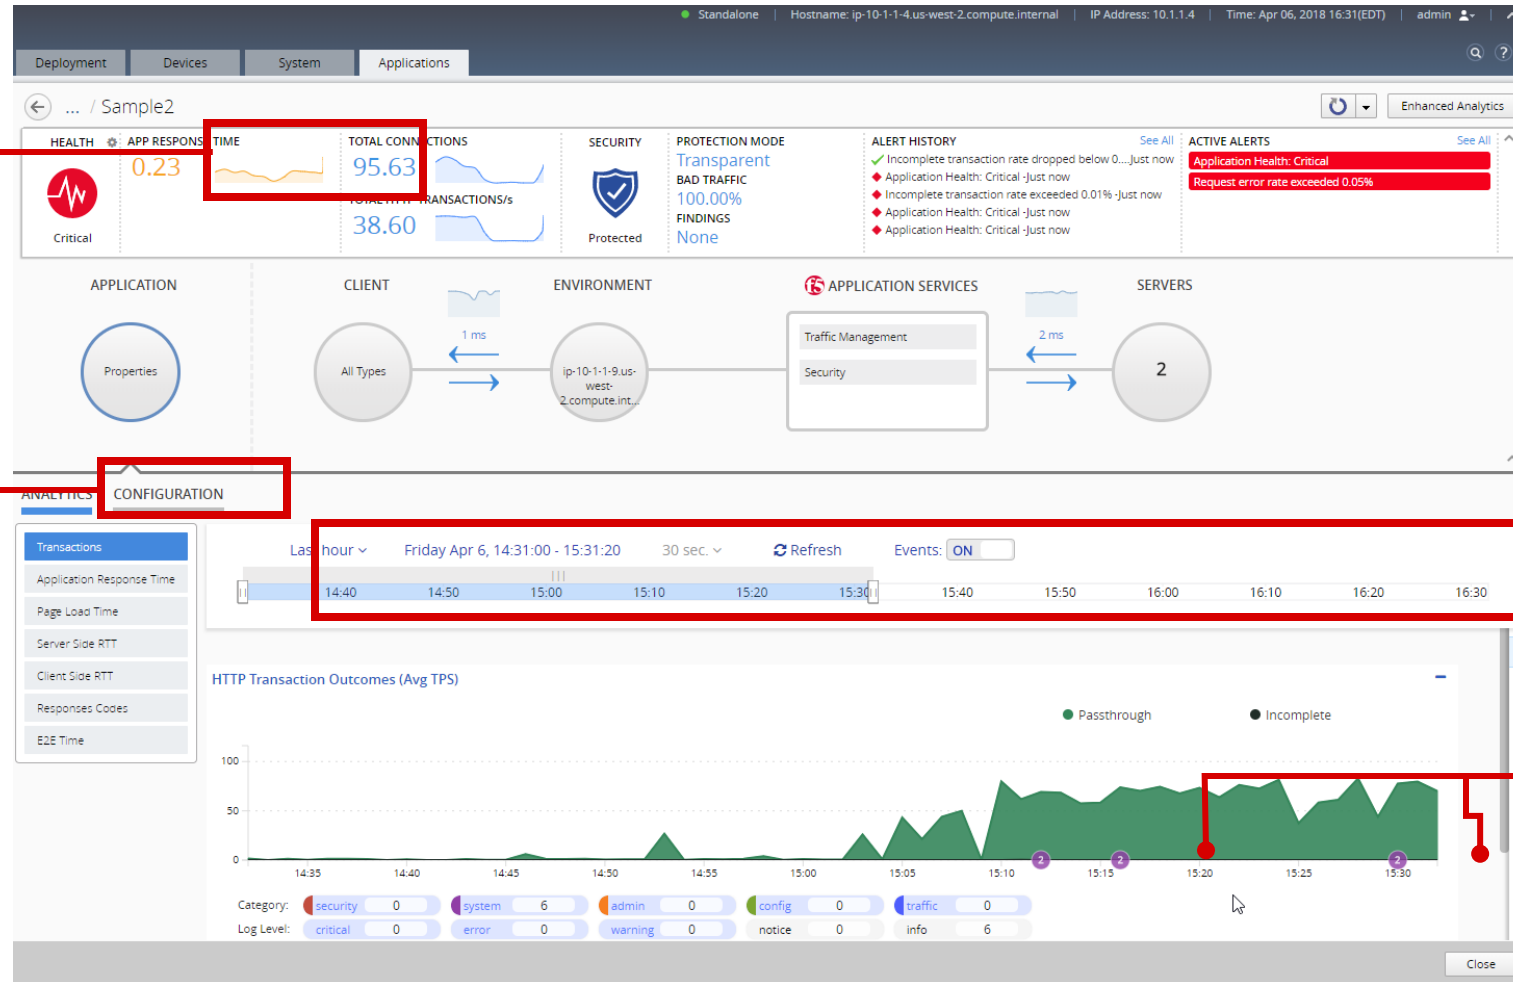 Standalone | Hostname: ip-10-1-1-4.us-west-2.compute.internal | IP Address: 10.1.1.4 | Time: Apr 06, 2018 16:31(EDT) | admin
Deployment Devices System Applications
... / Sample2
Enhanced Analytics
HEALTH APP RESPONS TIME TOTAL CONN CTIONS SECURITY PROTECTION MODE ALERT HISTORY See All ACTIVE ALERTS See All
0.23 95.63 Transparent Incomplete transaction rate dropped below 0....Just now Application Health: Critical
BAD TRAFFIC Application Health: Critical -Just now Request error rate exceeded 0.05%
100.00% Incomplete transaction rate exceeded 0.01% -Just now
TRANSACTIONS/s
38.60 FINDINGS Application Health: Critical -Just now
Critical Protected None Application Health: Critical -Just now
APPLICATION CLIENT ENVIRONMENT f5 APPLICATION SERVICES SERVERS
1 ms Traffic Management 2 ms
Properties All Types ip-10-1-1-9.us-
west-
2.compute.int...
Security 2
ANALYTICS CONFIGURATION
Transactions
Application Response Time
Page Load Time
Server Side RTT
Client Side RTT
Responses Codes
E2E Time
Las hour Friday Apr 6, 14:31:00 - 15:31:20 30 sec. Refresh Events: ON
14:40 14:50 15:00 15:10 15:20 15:30 15:40 15:50 16:00 16:10 16:20 16:30
HTTP Transaction Outcomes (Avg TPS)
Passthrough Incomplete
100
50
0
2 2 2
14:35 14:40 14:45 14:50 14:55 15:00 15:05 15:10 15:15 15:20 15:25 15:30
Category: security 0 system 6 admin 0 config 0 traffic 0
Log Level: critical 0 error 0 warning 0 notice 0 info 6
Close